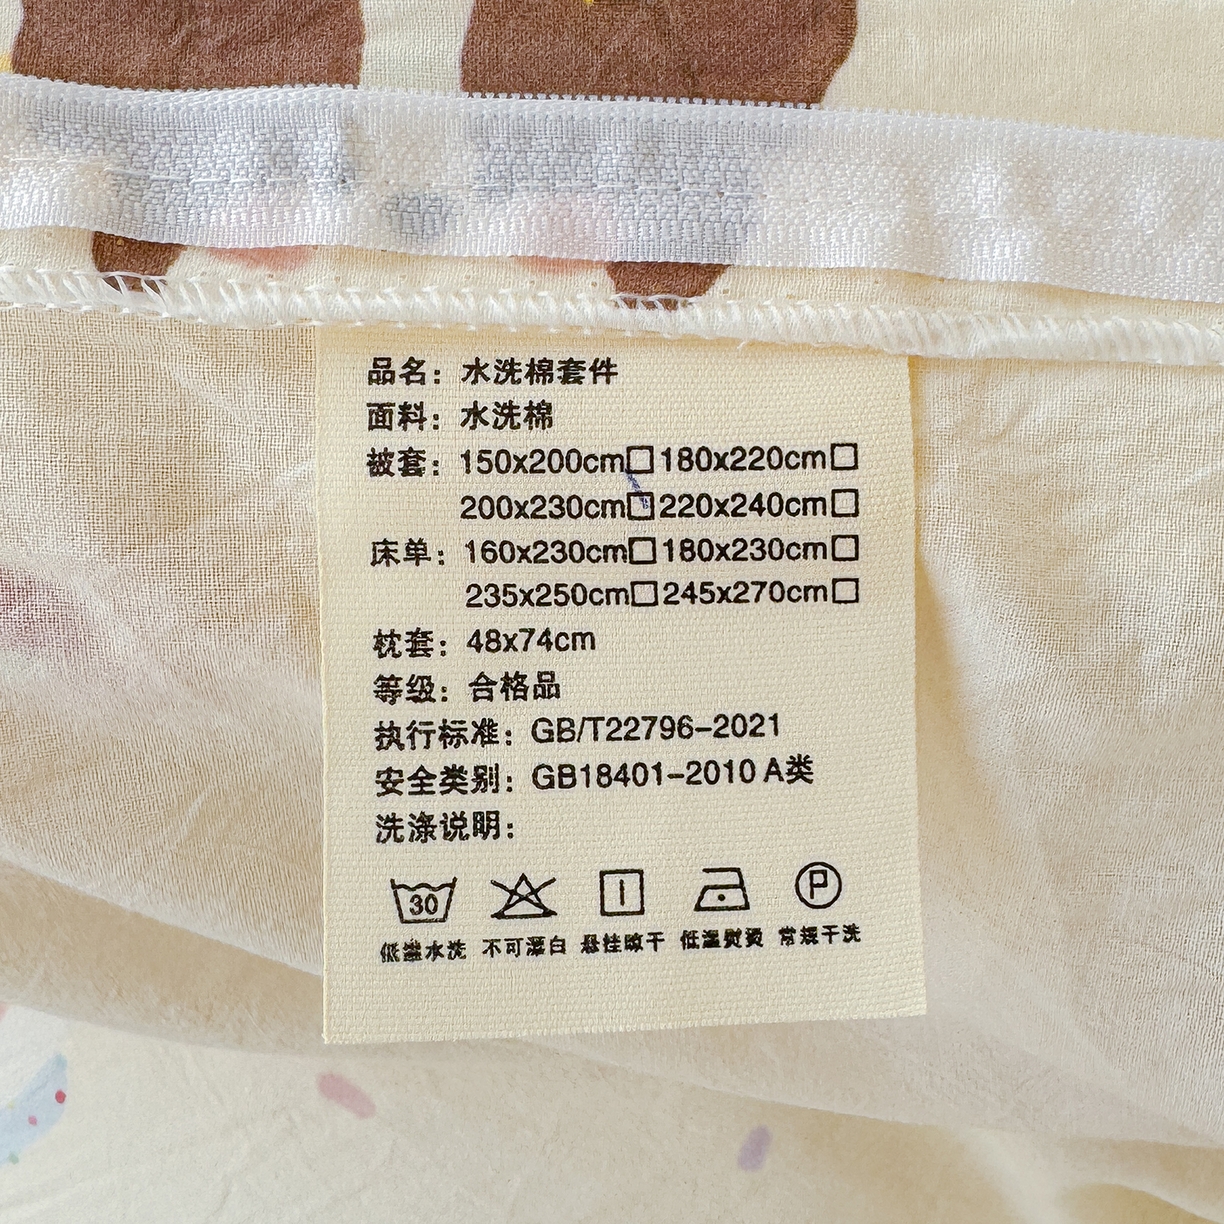 品名：水洗棉套件
面料：水洗棉
被套：150x200cm□180x220cm□
200x230cm□220x240cm□
床单：160x230cm□180x230cm□
235x250cm□245x270cm□
枕套：48x74cm
等级：合格品
执行标准：GB/T22796-2021
安全类别：GB18401-2010 A类
洗涤说明：
30 P
低温水洗 不可漂白 悬挂晾干 低温熨烫 常规干洗